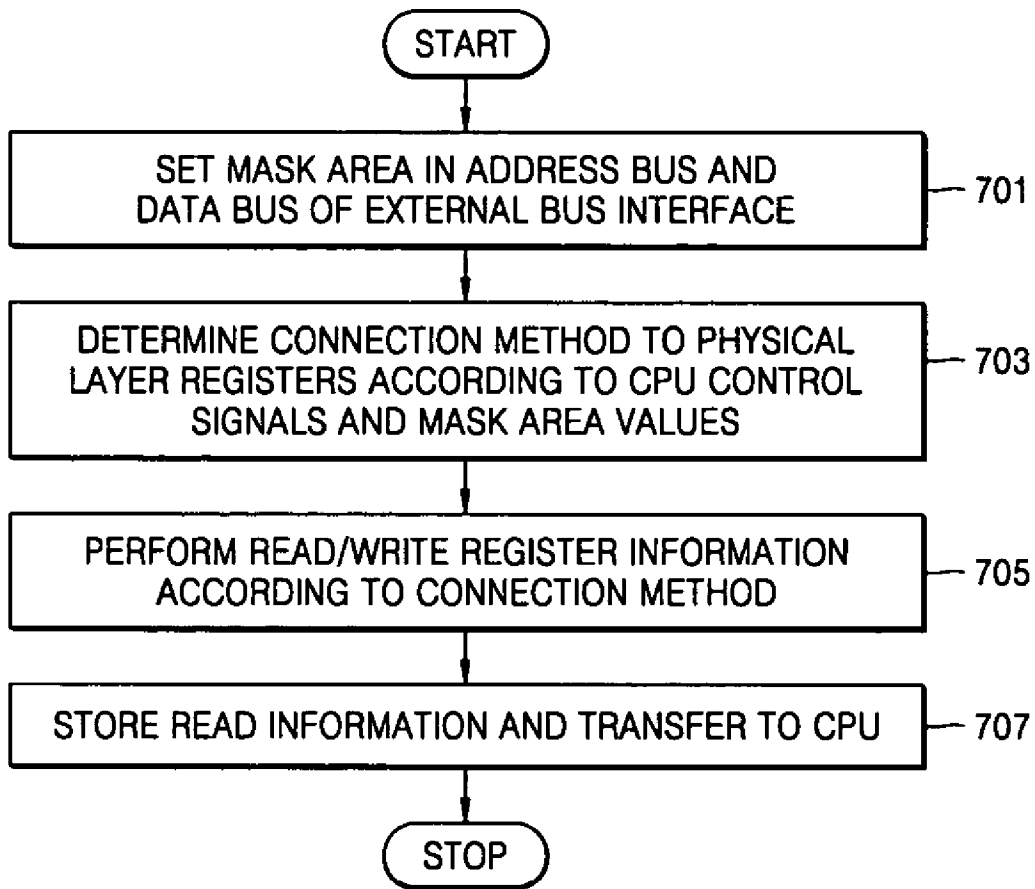 START
SET MASK AREA IN ADDRESS BUS AND
DATA BUS OF EXTERNAL BUS INTERFACE
701
DETERMINE CONNECTION METHOD TO PHYSICAL
LAYER REGISTERS ACCORDING TO CPU CONTROL
SIGNALS AND MASK AREA VALUES
703
PERFORM READ/WRITE REGISTER INFORMATION
ACCORDING TO CONNECTION METHOD
705
STORE READ INFORMATION AND TRANSFER TO CPU
707
STOP